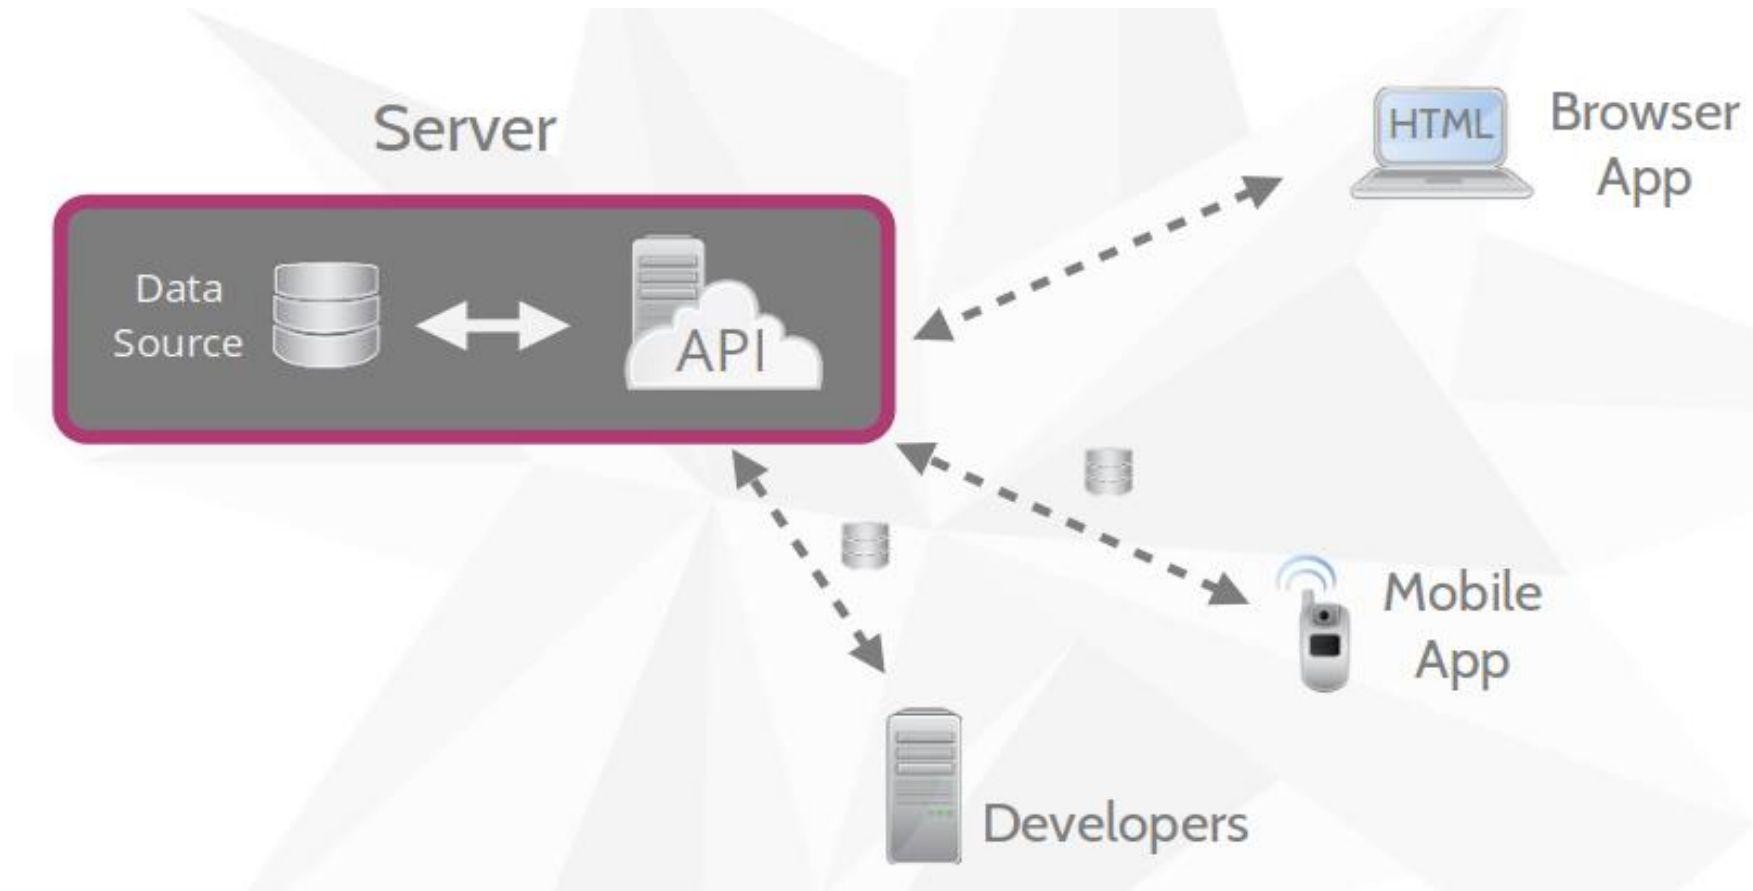 Server
Data
Source
API
HTML
Browser
App
Mobile
App
Developers